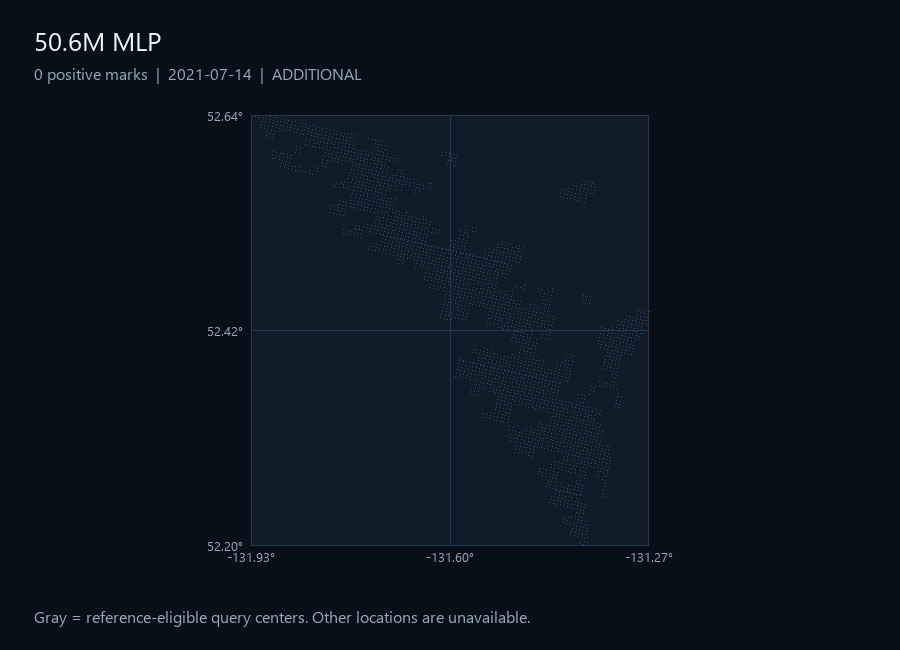 50.6M MLP
0 positive marks | 2021-07-14 | ADDITIONAL
52.64°
52.42°
52.20°
-131.93°
-131.60°
-131.27°
Gray = reference-eligible query centers. Other locations are unavailable.